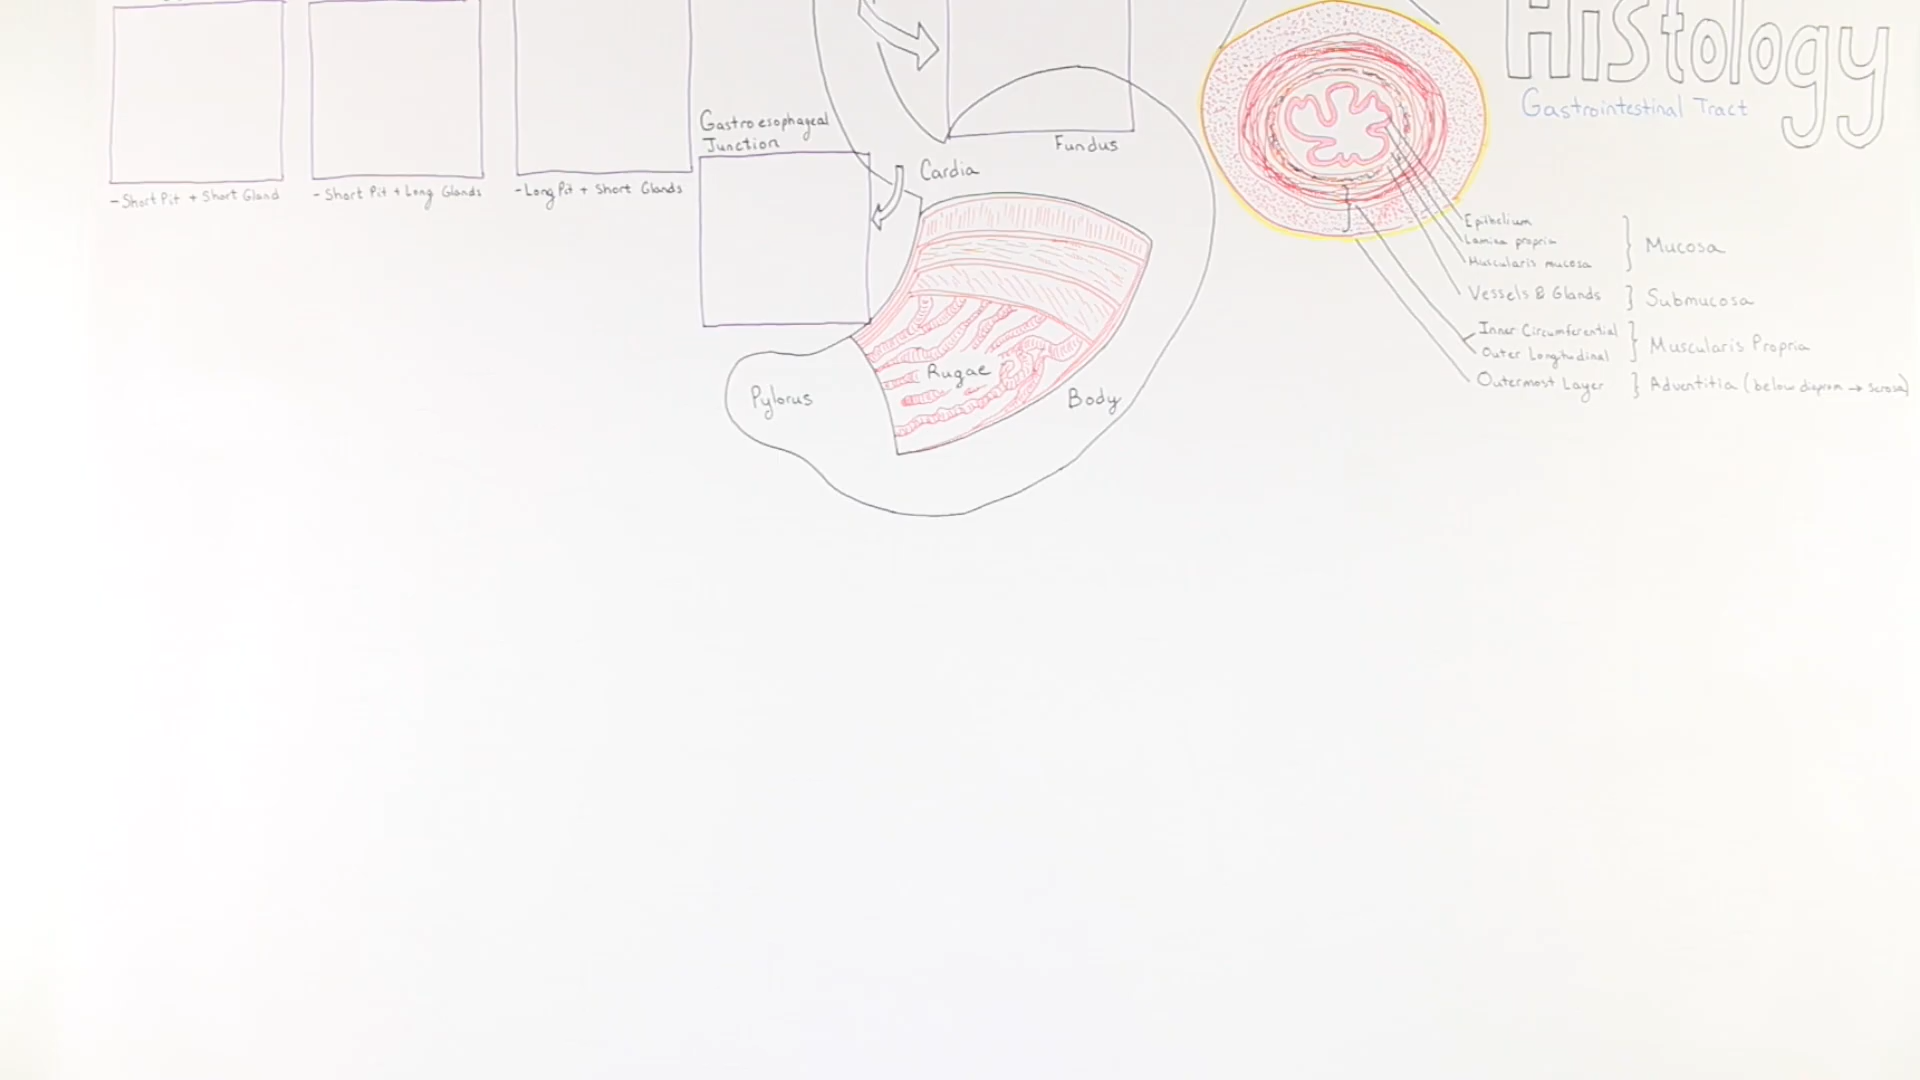 Histology
Gastrointestinal Tract
-Short Pit + Short Gland
-Short Pit + Long Glands
-Long Pit + Short Glands
Gastroesophageal
Junction
Cardia
Fundus
Rugae
Body
Pylorus
Epithelium
Lamina propria
Muscularis mucosa
} Mucosa
Vessels & Glands } Submucosa
Inner Circumferential
Outer Longitudinal
} Muscularis Propria
Outermost Layer } Adventitia (below diaprem → serosa)